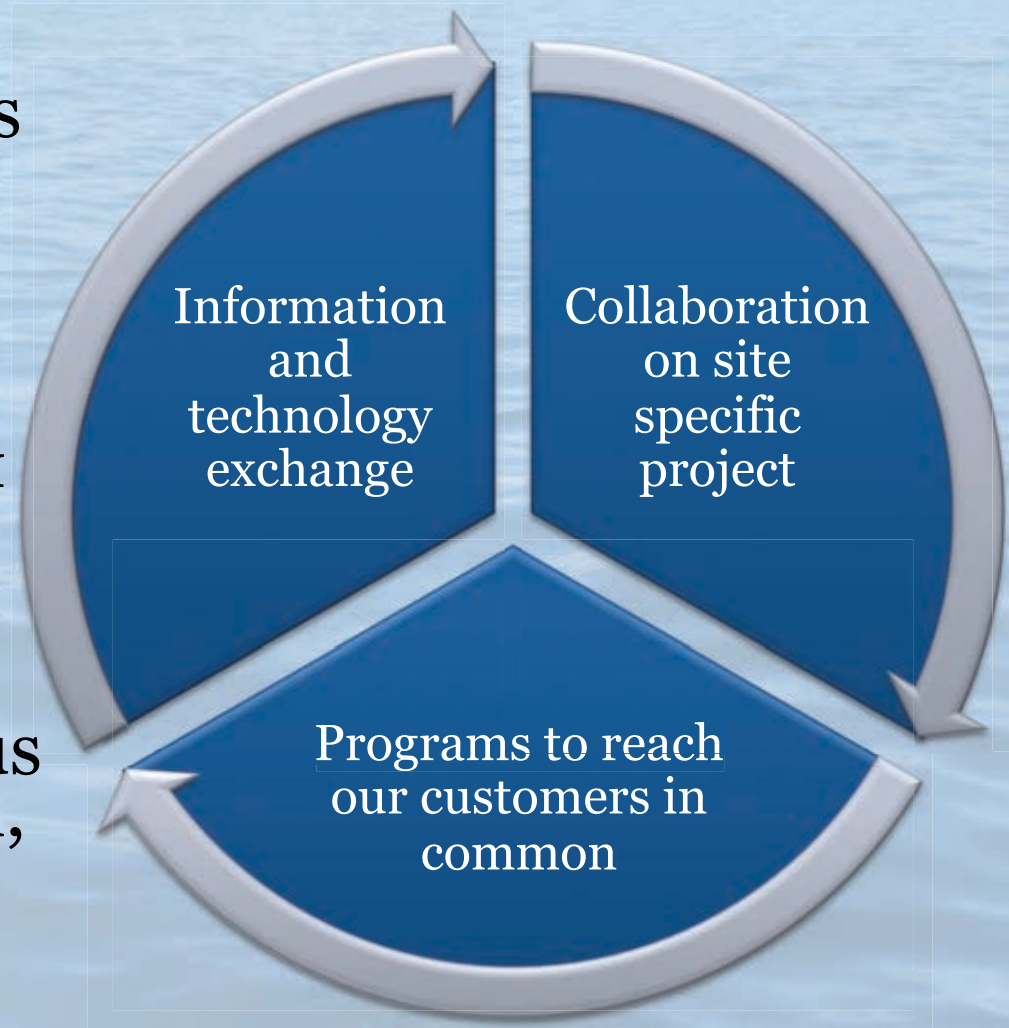 Information
and
technology
exchange
Collaboration
on site
specific
project
Programs to reach
our customers in
common